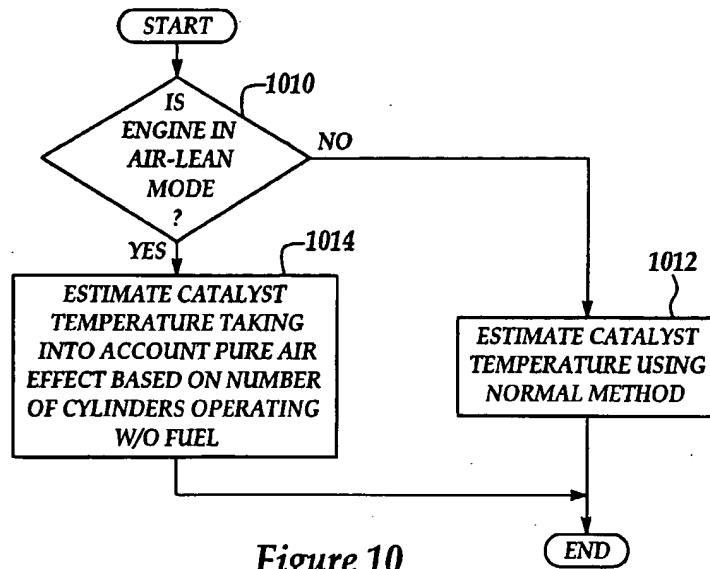 START
1010
IS
ENGINE IN
AIR-LEAN
MODE
?
NO
YES
1014
ESTIMATE CATALYST
TEMPERATURE TAKING
INTO ACCOUNT PURE AIR
EFFECT BASED ON NUMBER
OF CYLINDERS OPERATING
W/O FUEL
1012
ESTIMATE CATALYST
TEMPERATURE USING
NORMAL METHOD
Figure 10
END